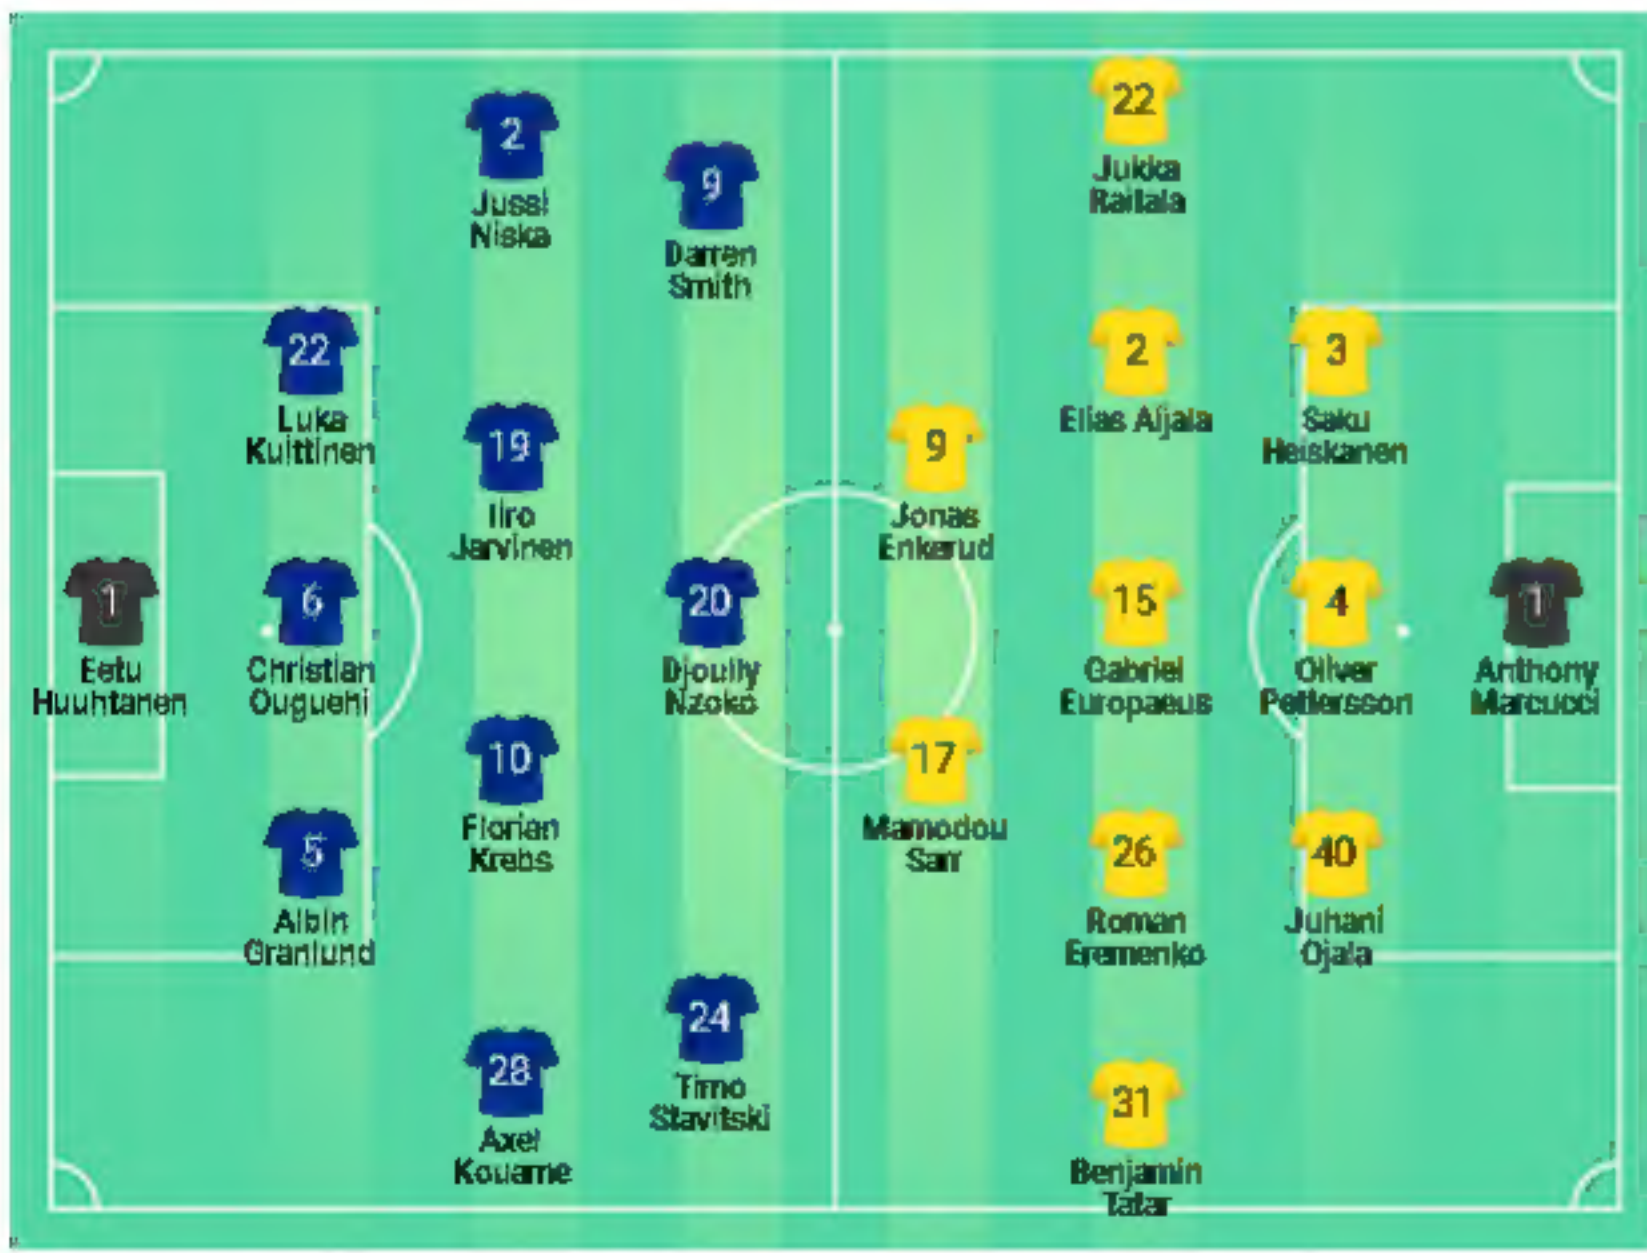 1
Eetu
Huuhtanen
22
Luka
Kuittinen
6
Christian
Ouguehi
5
Albin
Granlund
2
Jussi
Niska
19
Iiro
Jarvinen
10
Florian
Krebs
28
Axel
Kouame
9
Darren
Smith
20
Djoully
Nzoko
24
Timo
Stavitski
9
Jonas
Enkerud
17
Mamodou
Sarr
22
Jukka
Raitala
2
Elias Aijala
15
Gabriel
Europaeus
26
Roman
Eremenko
31
Benjamin
Tatar
3
Saku
Heiskanen
4
Oliver
Pettersson
40
Juhani
Ojala
1
Anthony
Marcucci